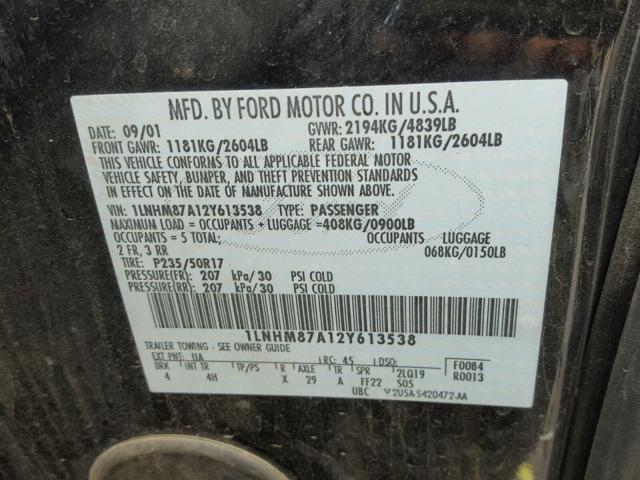 MFD. BY FORD MOTOR CO. IN U.S.A.
DATE: 09/01 GVWR: 2194KG/4839LB
FRONT GAWR: 1181KG/2604LB REAR GAWR: 1181KG/2604LB
THIS VEHICLE CONFORMS TO ALL APPLICABLE FEDERAL MOTOR
VEHICLE SAFETY, BUMPER, AND THEFT PREVENTION STANDARDS
IN EFFECT ON THE DATE OF MANUFACTURE SHOWN ABOVE.
VIN: 1LNHM87A12Y613538 TYPE: PASSENGER
MAXIMUM LOAD = OCCUPANTS + LUGGAGE =408KG/0900LB
OCCUPANTS = 5 TOTAL; OCCUPANTS LUGGAGE
2 FR, 3 RR 068KG/0150LB
TIRE: P235/50R17
PRESSURE(FR): 207 kPa/30 PSI COLD
PRESSURE(RR): 207 kPa/30 PSI COLD
1LNHM87A12Y613538
TRAILER TOWING - SEE OWNER GUIDE
EXT PNT: UA RC: 45 DSO: F0084
BRK INT TR TP/PS R AXLE TR SPR 2LQ19 R0013
4 4H X 29 A FF22 S05
UBC 2U5A-5420472-AA